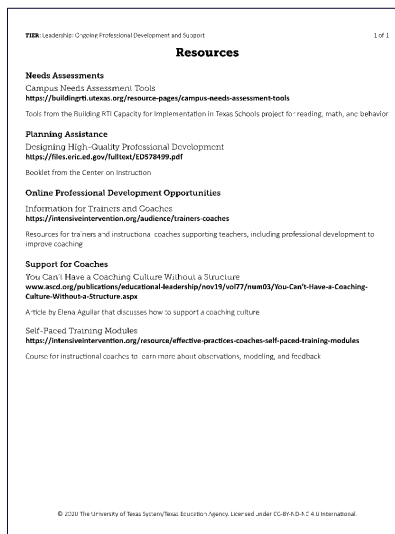 TIER: Leadership: Ongoing Professional Development and Support 1 of 1
Resources
Needs Assessments
Campus Needs Assessment Tools
https://buildingrti.utexas.org/resource-pages/campus-needs-assessment-tools
Tools from the Building RTI Capacity for Implementation in Texas Schools project for reading, math, and behavior
Planning Assistance
Designing High-Quality Professional Development
https://files.eric.ed.gov/fulltext/ED578499.pdf
Booklet from the Center on Instruction
Online Professional Development Opportunities
Information for Trainers and Coaches
https://intensiveintervention.org/audience/trainers-coaches
Resources for trainers and instructional coaches supporting teachers, including professional development to
improve coaching
Support for Coaches
You Can't Have a Coaching Culture Without a Structure
www.ascd.org/publications/educational-leadership/nov19/vol77/num03/You-Can't-Have-a-Coaching-
Culture-Without-a-Structure.aspx
Article by Elena Aguilar that discusses how to support a coaching culture
Self-Paced Training Modules
https://intensiveintervention.org/resource/effective-practices-coaches-self-paced-training-modules
Course for instructional coaches to learn more about observations, modeling, and feedback
© 2020 The University of Texas System/Texas Education Agency. Licensed under CC-BY-ND-NC 4.0 International.